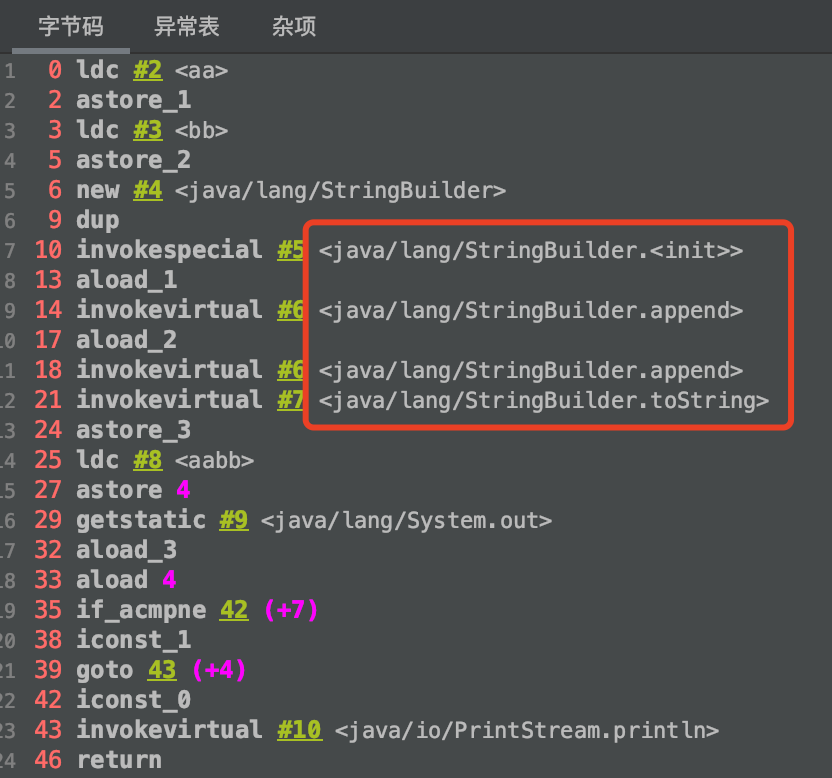 字节码 异常表 杂项
1 0 ldc #2 <aa>
2 2 astore_1
3 3 ldc #3 <bb>
4 5 astore_2
5 6 new #4 <java/lang/StringBuilder>
6 9 dup
7 10 invokespecial #5 <java/lang/StringBuilder.<init>>
8 13 aload_1
9 14 invokevirtual #6 <java/lang/StringBuilder.append>
10 17 aload_2
11 18 invokevirtual #6 <java/lang/StringBuilder.append>
12 21 invokevirtual #7 <java/lang/StringBuilder.toString>
13 24 astore_3
14 25 ldc #8 <aabb>
15 27 astore 4
16 29 getstatic #9 <java/lang/System.out>
17 32 aload_3
18 33 aload 4
19 35 if_acmpne 42 (+7)
20 38 iconst_1
21 39 goto 43 (+4)
22 42 iconst_0
23 43 invokevirtual #10 <java/io/PrintStream.println>
24 46 return